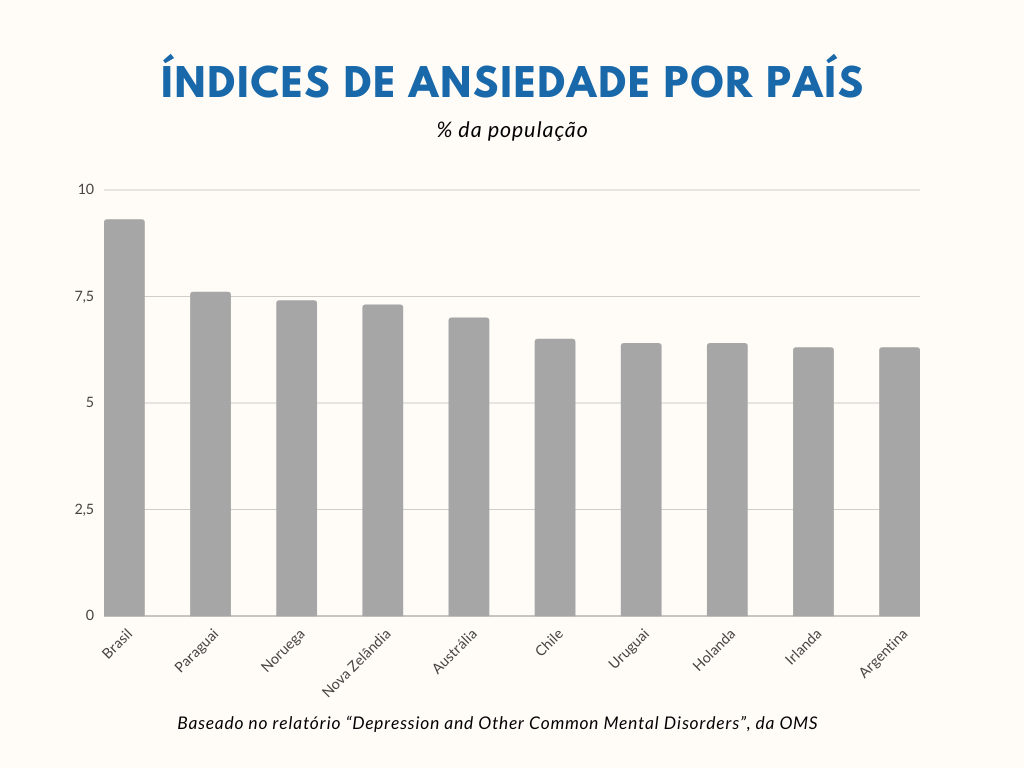 ÍNDICES DE ANSIEDADE POR PAÍS
% da população
10
7,5
5
2,5
0
Brasil
Paraguai
Noruega
Nova Zelândia
Austrália
Chile
Uruguai
Holanda
Irlanda
Argentina
Baseado no relatório “Depression and Other Common Mental Disorders”, da OMS